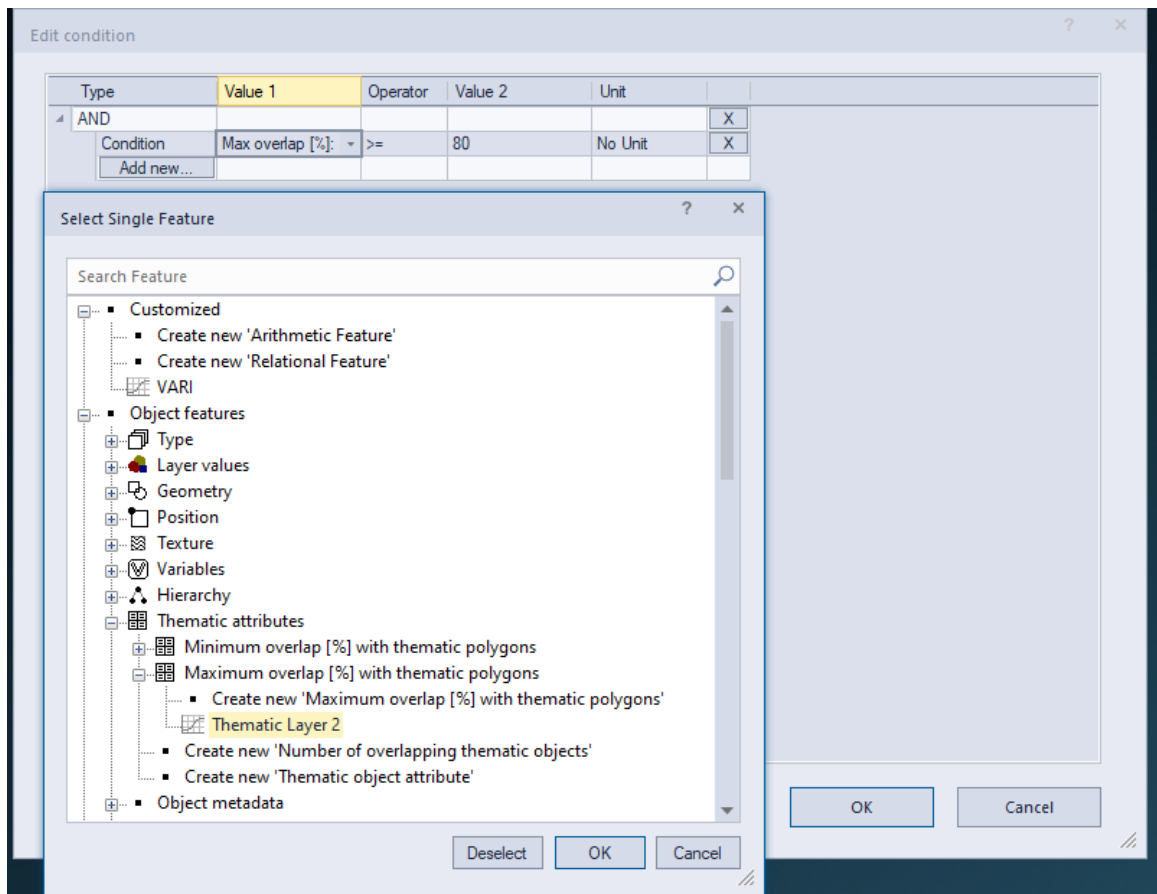 Edit condition
? ×
Type Value 1 Operator Value 2 Unit
AND X
Condition Max overlap [%]: >= 80 No Unit X
Add new...
Select Single Feature ? ×
Search Feature
Customized
Create new 'Arithmetic Feature'
Create new 'Relational Feature'
VARI
Object features
Type
Layer values
Geometry
Position
Texture
Variables
Hierarchy
Thematic attributes
Minimum overlap [%] with thematic polygons
Maximum overlap [%] with thematic polygons
Create new 'Maximum overlap [%] with thematic polygons'
Thematic Layer 2
Create new 'Number of overlapping thematic objects'
Create new 'Thematic object attribute'
Object metadata
OK Cancel
Deselect OK Cancel